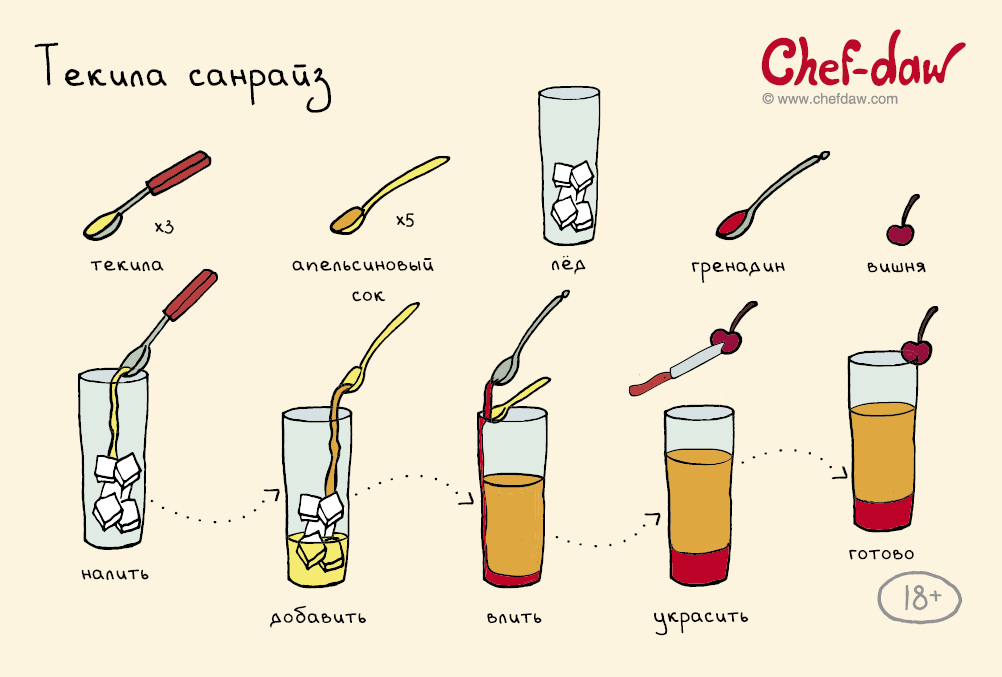 Текила санрайз
Chef-daw
© www.chefdaw.com
x3
x5
текила
апельсиновый
сок
лёд
гренадин
вишня
налить
добавить
влить
украсить
готово
18+